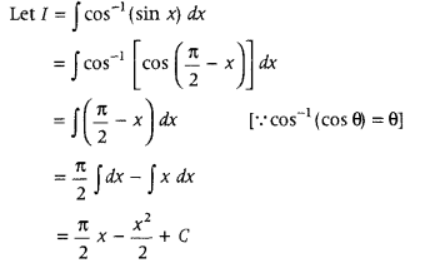 Let I = ∫ cos⁻¹ (sin x) dx
= ∫ cos⁻¹ [cos (π/2 − x)] dx
= ∫(π/2 − x) dx [∵ cos⁻¹ (cos θ) = θ]
= π/2 ∫ dx − ∫ x dx
= π/2 x − x²/2 + C